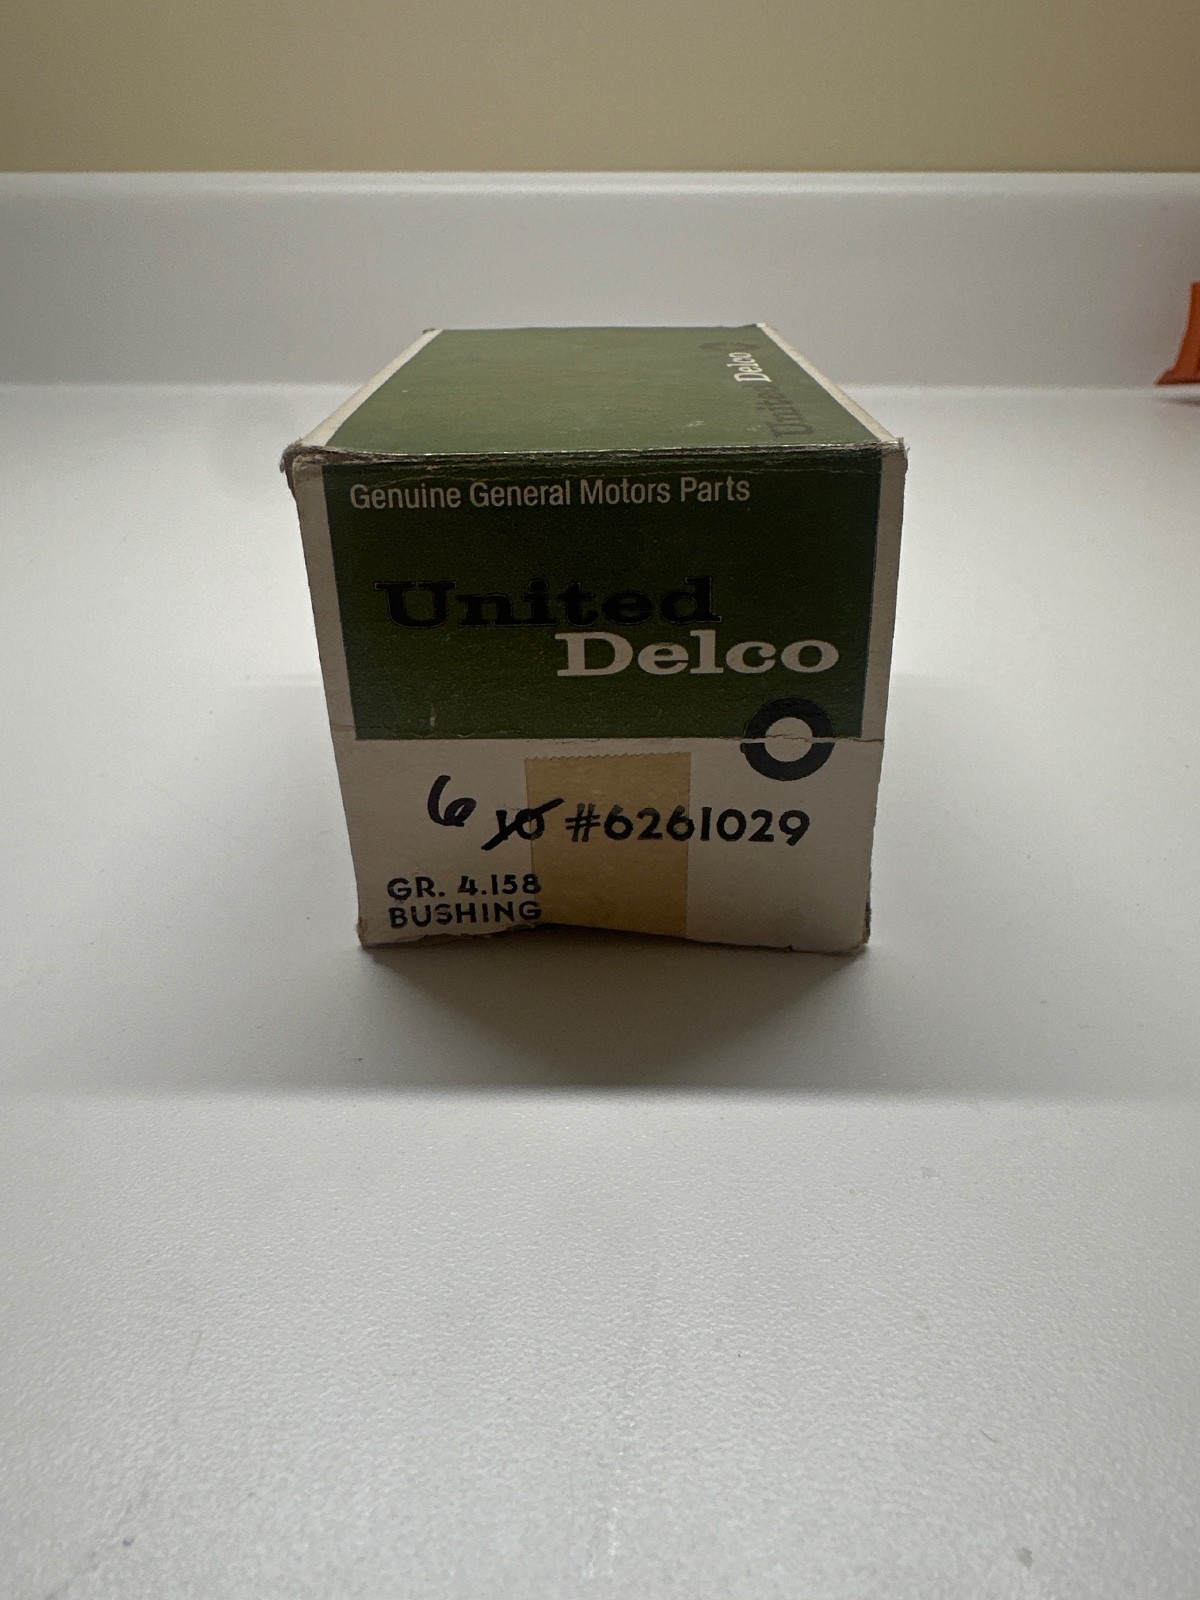 United Delco
Genuine General Motors Parts
United
Delco
6 10 #6261029
GR. 4.158
BUSHING